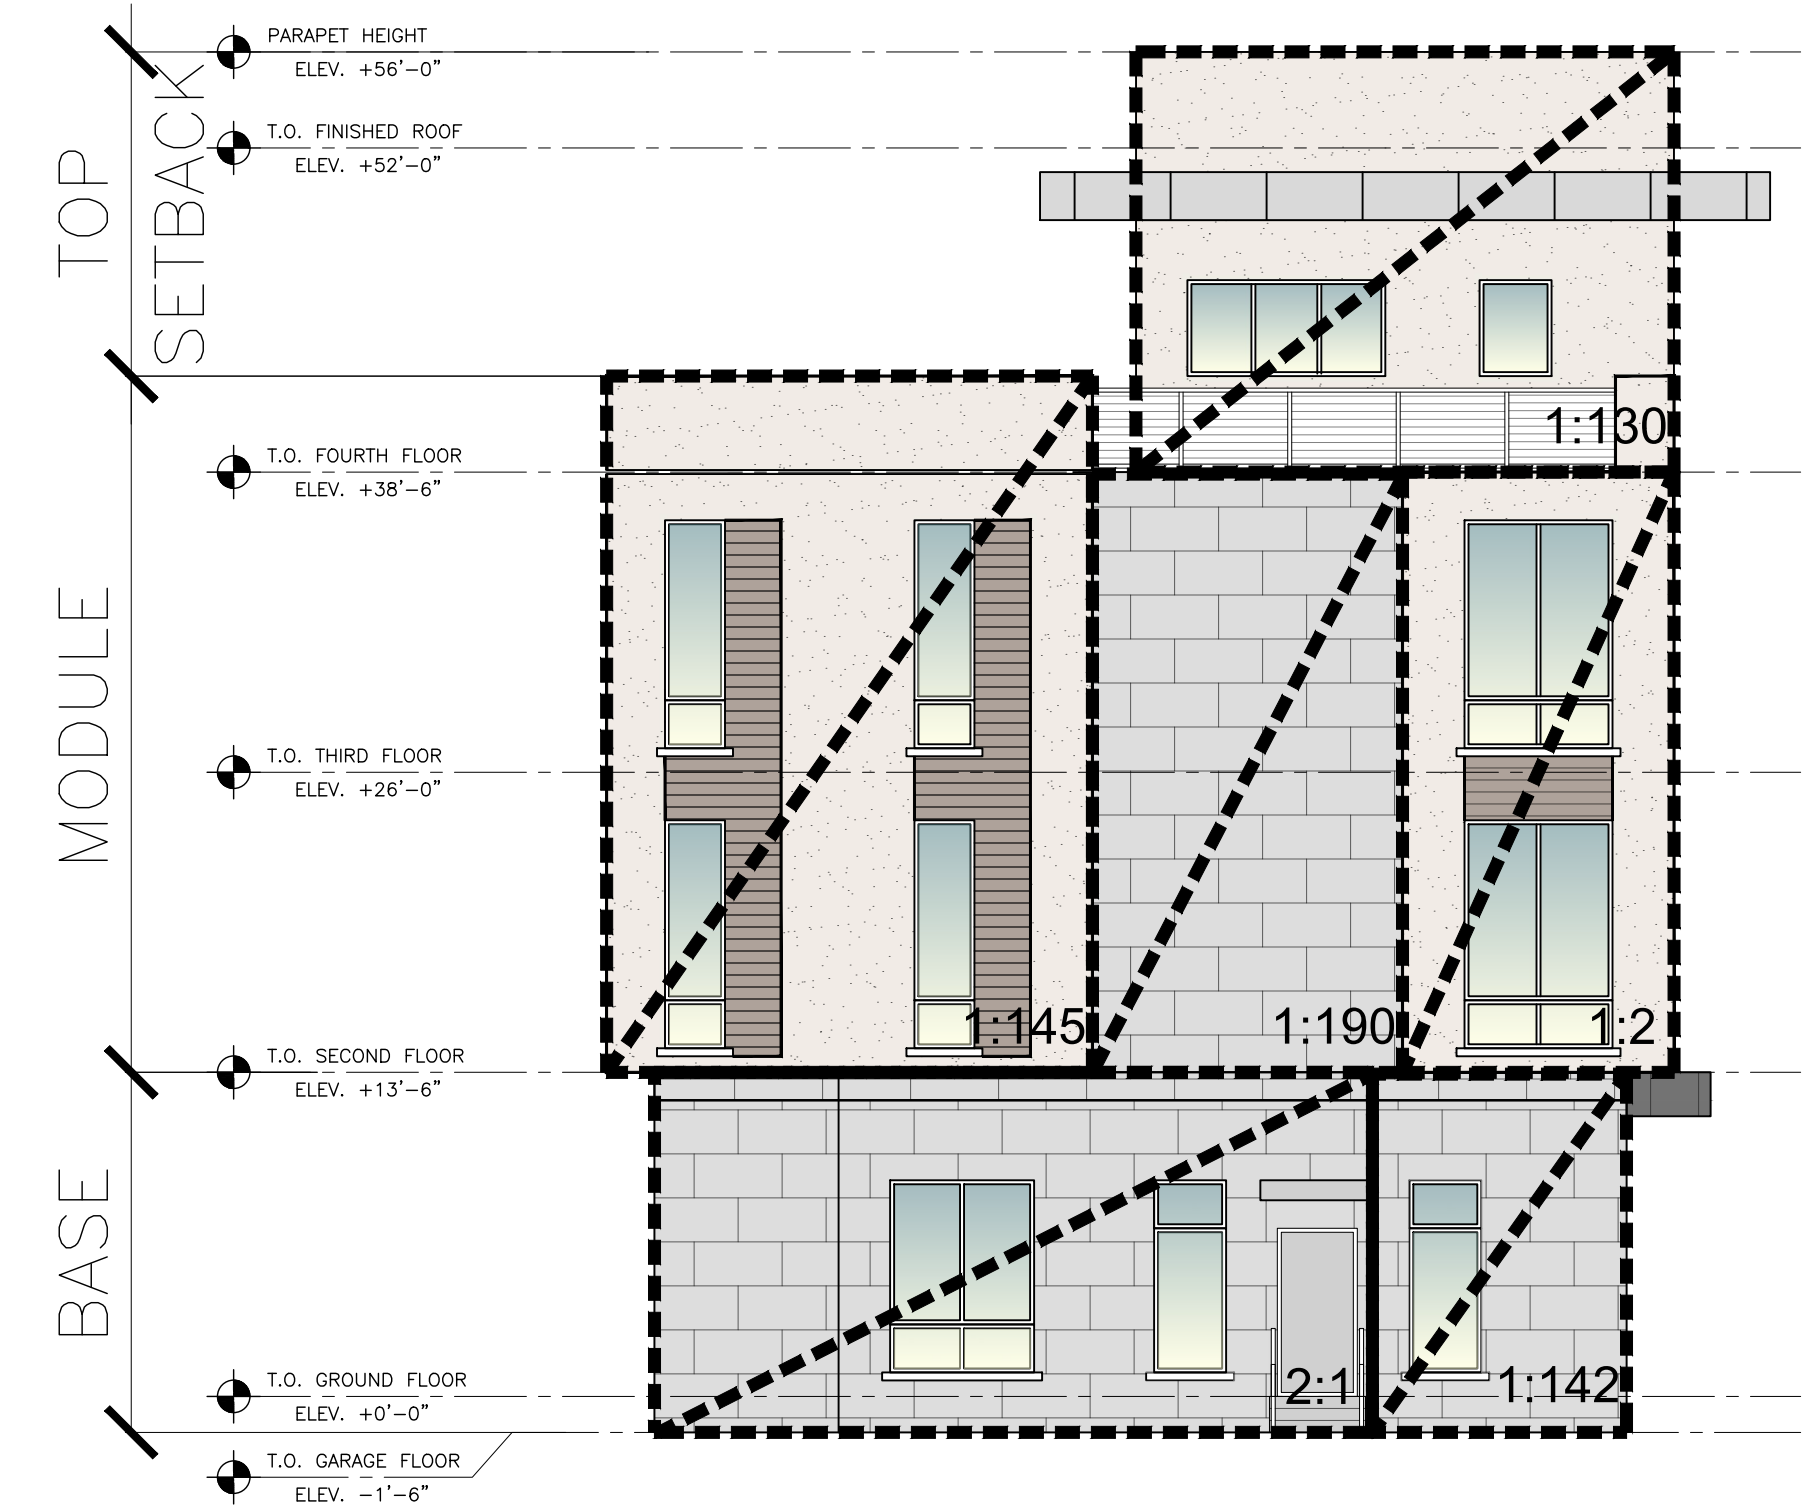 PARAPET HEIGHT
ELEV. +56'-0"
T.O. FINISHED ROOF
ELEV. +52'-0"
TOP
SETBACK
1:130
T.O. FOURTH FLOOR
ELEV. +38'-6"
MODULE
T.O. THIRD FLOOR
ELEV. +26'-0"
1:145
1:190
1:2
T.O. SECOND FLOOR
ELEV. +13'-6"
BASE
T.O. GROUND FLOOR
ELEV. +0'-0"
2:1
1:142
T.O. GARAGE FLOOR
ELEV. -1'-6"